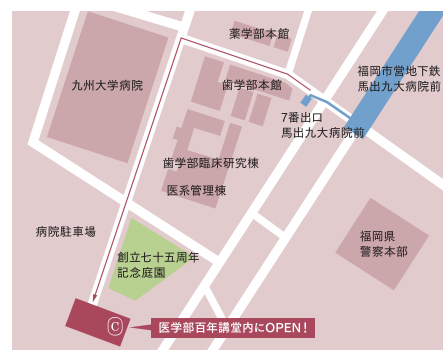 薬学部本館
九州大学病院
歯学部本館
福岡市営地下鉄
馬出九大病院前
7番出口
馬出九大病院前
歯学部臨床研究棟
医系管理棟
病院駐車場
創立七十五周年
記念庭園
福岡県
警察本部
C
医学部百年講堂内にOPEN!